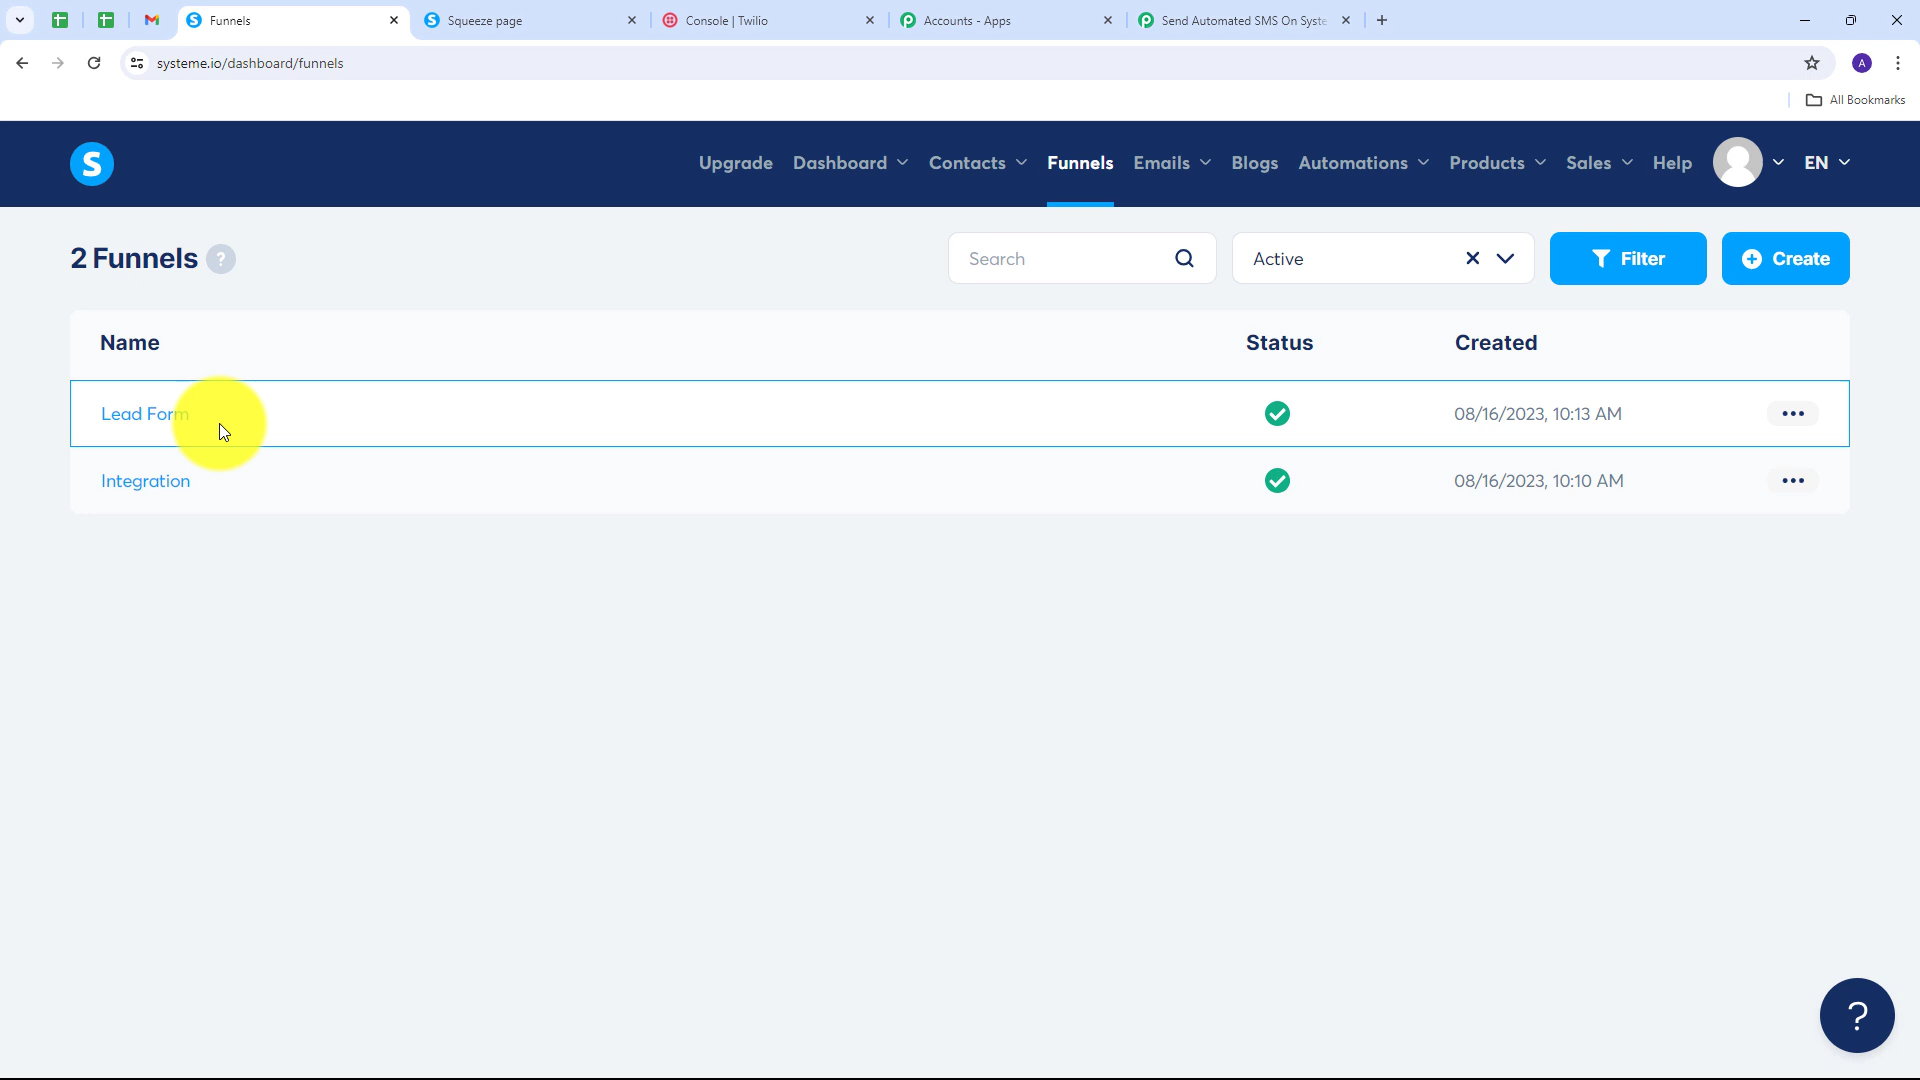 Funnels
Squeeze page
Console | Twilio
Accounts - Apps
Send Automated SMS On Syste
systeme.io/dashboard/funnels
A
All Bookmarks
S
Upgrade Dashboard Contacts Funnels Emails Blogs Automations Products Sales Help EN
2 Funnels ?
Search
Active
Filter
Create
Name Status Created
Lead Form 08/16/2023, 10:13 AM
Integration 08/16/2023, 10:10 AM
?